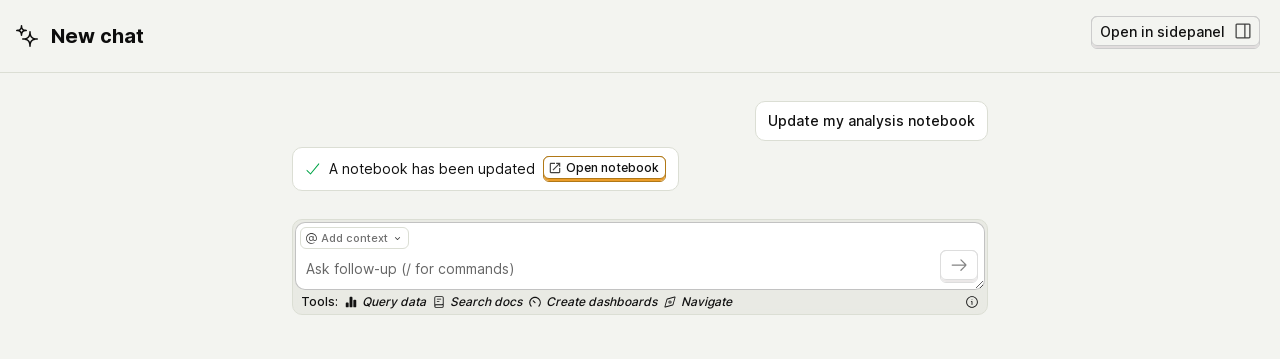 New chat
Open in sidepanel
Update my analysis notebook
A notebook has been updated Open notebook
Add context
Ask follow-up (/ for commands)
Tools: Query data Search docs Create dashboards Navigate